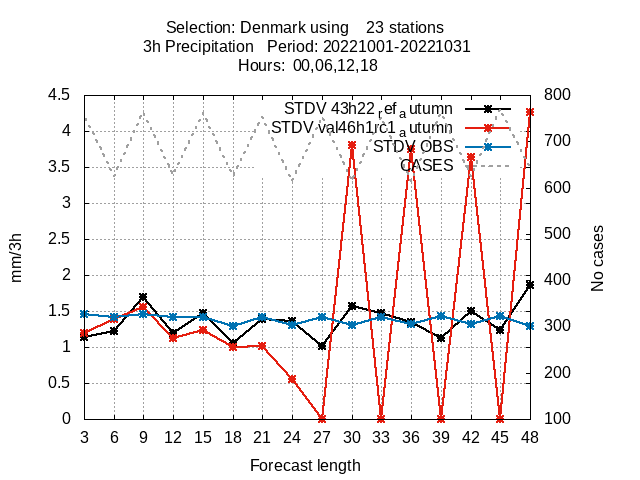 Selection: Denmark using 23 stations
3h Precipitation Period: 20221001-20221031
Hours: 00,06,12,18
STDV 43h22_ref_autumn
STDV val46h1rc1_autumn
STDV OBS
CASES
4.5
4
3.5
3
2.5
2
1.5
1
0.5
0
mm/3h
800
700
600
500
400
300
200
100
No cases
3 6 9 12 15 18 21 24 27 30 33 36 39 42 45 48
Forecast length